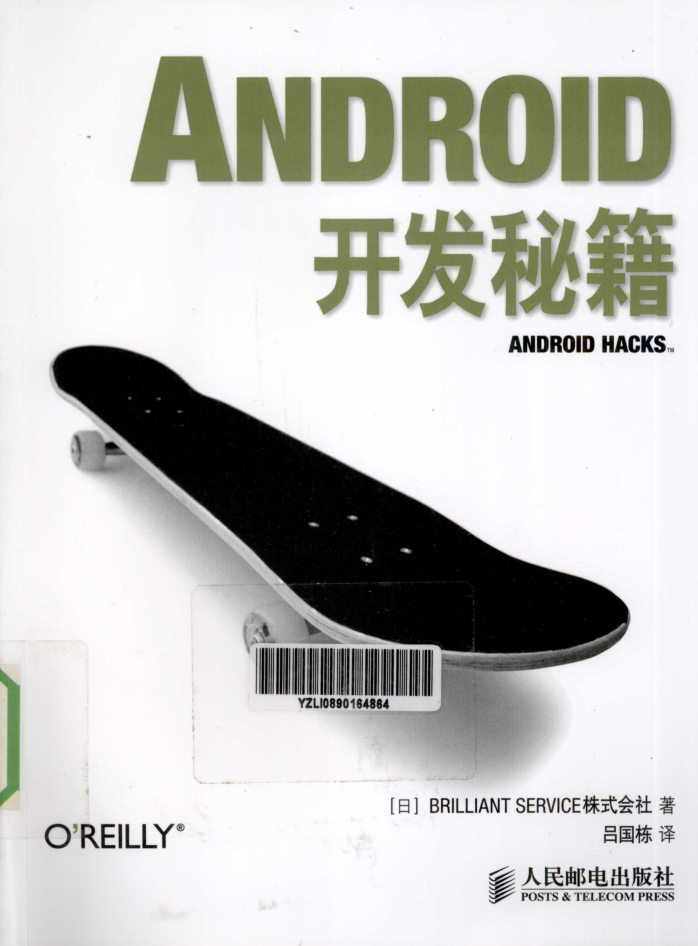 ANDROID
开发秘籍
ANDROID HACKS™
YZLI0890164864
[日] BRILLIANT SERVICE株式会社 著
吕国栋 译
O'REILLY®
人民邮电出版社
POSTS & TELECOM PRESS